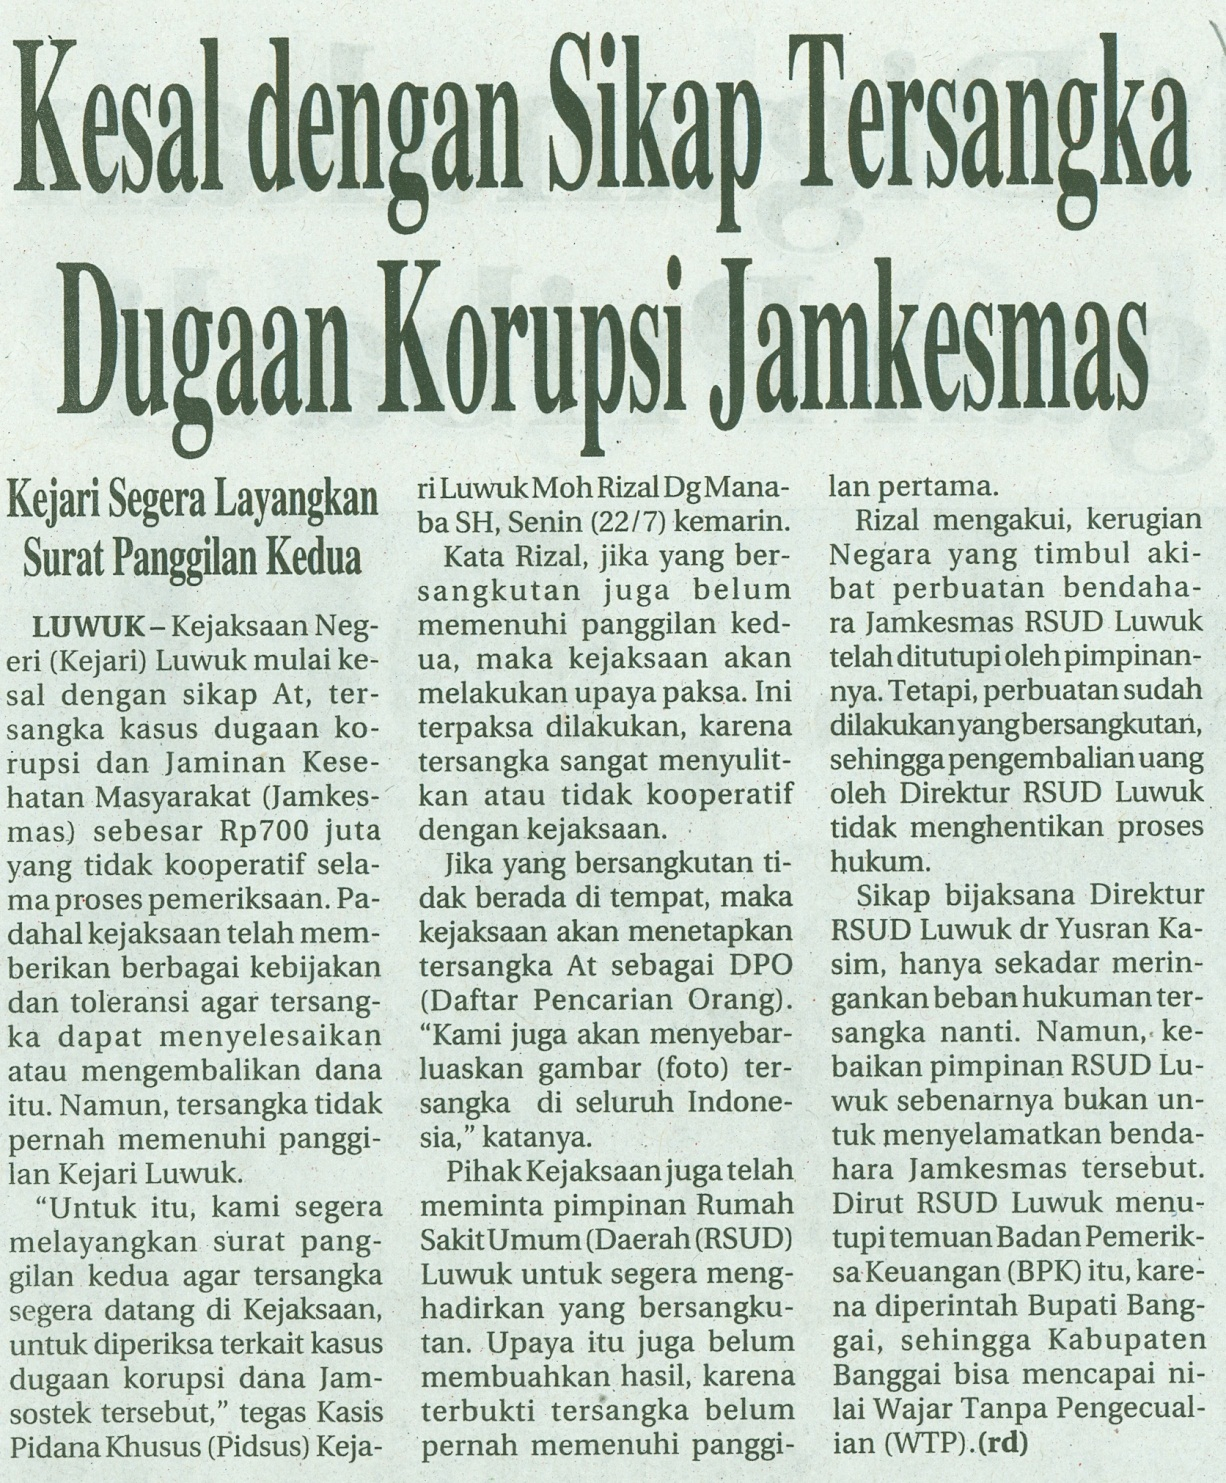 Kesal dengan Sikap Tersangka
Dugaan Korupsi Jamkesmas
Kejari Segera Layangkan
Surat Panggilan Kedua
LUWUK – Kejaksaan Neg-
eri (Kejari) Luwuk mulai ke-
sal dengan sikap At, ter-
sangka kasus dugaan ko-
rupsi dan Jaminan Kese-
hatan Masyarakat (Jamkes-
mas) sebesar Rp700 juta
yang tidak kooperatif sela-
ma proses pemeriksaan. Pa-
dahal kejaksaan telah mem-
berikan berbagai kebijakan
dan toleransi agar tersang-
ka dapat menyelesaikan
atau mengembalikan dana
itu. Namun, tersangka tidak
pernah memenuhi panggi-
lan Kejari Luwuk.
“Untuk itu, kami segera
melayangkan surat pang-
gilan kedua agar tersangka
segera datang di Kejaksaan,
untuk diperiksa terkait kasus
dugaan korupsi dana Jam-
sostek tersebut,” tegas Kasis
Pidana Khusus (Pidsus) Keja-
ri Luwuk Moh Rizal Dg Mana-
ba SH, Senin (22/7) kemarin.
Kata Rizal, jika yang ber-
sangkutan juga belum
memenuhi panggilan ked-
ua, maka kejaksaan akan
melakukan upaya paksa. Ini
terpaksa dilakukan, karena
tersangka sangat menyulit-
kan atau tidak kooperatif
dengan kejaksaan.
Jika yang bersangkutan ti-
dak berada di tempat, maka
kejaksaan akan menetapkan
tersangka At sebagai DPO
(Daftar Pencarian Orang).
“Kami juga akan menyebar-
luaskan gambar (foto) ter-
sangka di seluruh Indone-
sia,” katanya.
Pihak Kejaksaan juga telah
meminta pimpinan Rumah
Sakit Umum (Daerah (RSUD)
Luwuk untuk segera meng-
hadirkan yang bersangku-
tan. Upaya itu juga belum
membuahkan hasil, karena
terbukti tersangka belum
pernah memenuhi panggi-
lan pertama.
Rizal mengakui, kerugian
Negara yang timbul aki-
bat perbuatan bendaha-
ra Jamkesmas RSUD Luwuk
telah ditutupi oleh pimpinan-
nya. Tetapi, perbuatan sudah
dilakukan yang bersangkutan,
sehingga pengembalian uang
oleh Direktur RSUD Luwuk
tidak menghentikan proses
hukum.
Sikap bijaksana Direktur
RSUD Luwuk dr Yusran Ka-
sim, hanya sekadar merin-
gankan beban hukuman ter-
sangka nanti. Namun, ke-
baikan pimpinan RSUD Lu-
wuk sebenarnya bukan un-
tuk menyelamatkan benda-
hara Jamkesmas tersebut.
Dirut RSUD Luwuk menu-
tupi temuan Badan Pemerik-
sa Keuangan (BPK) itu, kare-
na diperintah Bupati Bang-
gai, sehingga Kabupaten
Banggai bisa mencapai ni-
lai Wajar Tanpa Pengecual-
ian (WTP).(rd)